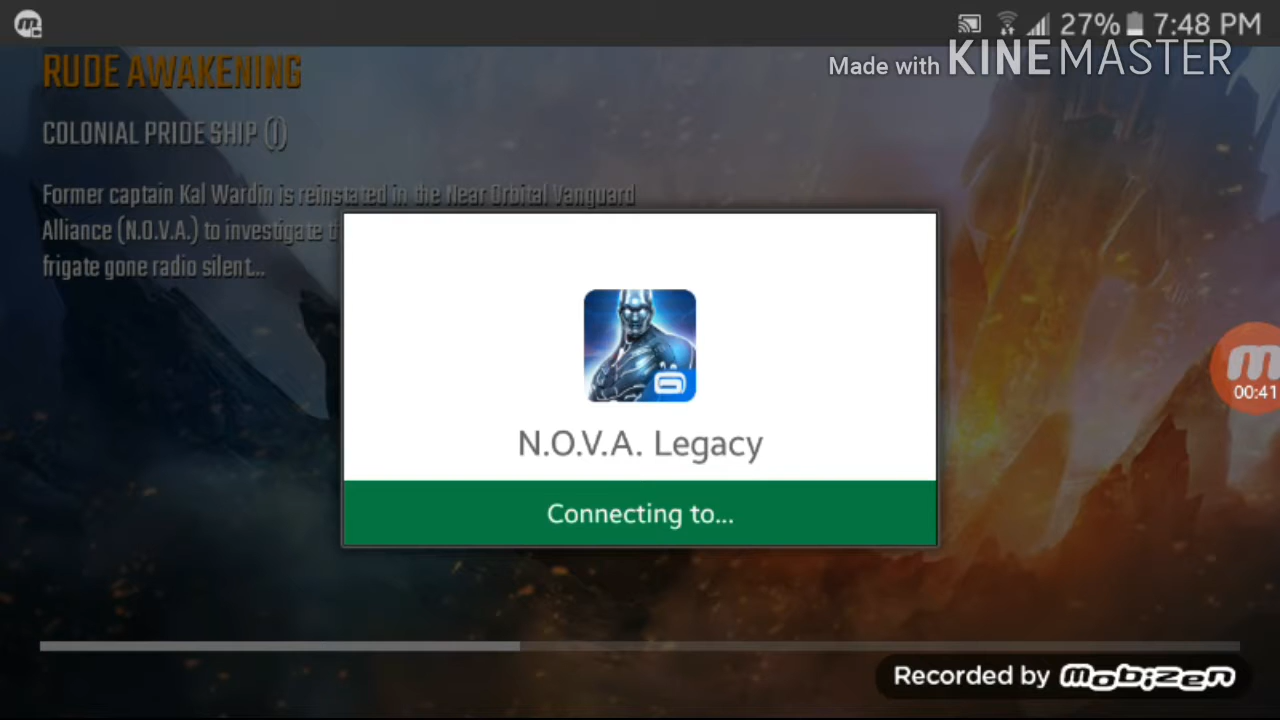 27% 7:48 PM
Made with KINEMASTER
RUDE AWAKENING
COLONIAL PRIDE SHIP (I)
Former captain Kal Wardin is reinstated in the Near Orbital Vanguard
Alliance (N.O.V.A.) to investigate
frigate gone radio silent...
N.O.V.A. Legacy
Connecting to...
00:41
Recorded by mobizen